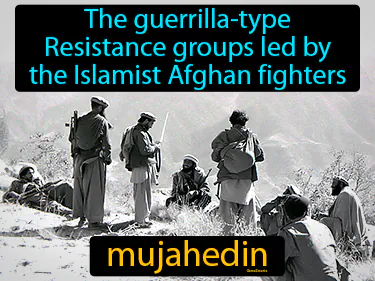 The guerrilla-type
Resistance groups led by
the Islamist Afghan fighters
mujahedin